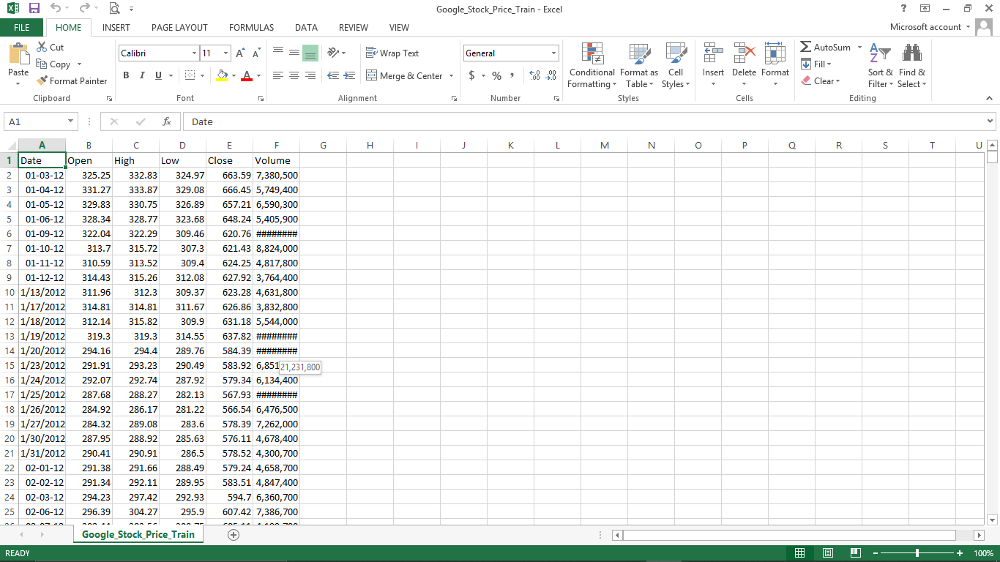 Google_Stock_Price_Train - Excel
FILE HOME INSERT PAGE LAYOUT FORMULAS DATA REVIEW VIEW Microsoft account
Paste
Cut
Copy
Format Painter
Clipboard
Calibri 11
B I U
Font
Wrap Text
Merge & Center
Alignment
General
$ %
Number
Conditional Formatting
Format as Table
Cell Styles
Styles
Insert Delete Format
Cells
AutoSum
Fill
Clear
Sort & Filter
Find & Select
Editing
A1 fx Date
A B C D E F G H I J K L M N O P Q R S T U
1 Date Open High Low Close Volume
2 01-03-12 325.25 332.83 324.97 663.59 7,380,500
3 01-04-12 331.27 333.87 329.08 666.45 5,749,400
4 01-05-12 329.83 330.75 326.89 657.21 6,590,300
5 01-06-12 328.34 328.77 323.68 648.24 5,405,900
6 01-09-12 322.04 322.29 309.46 620.76 ########
7 01-10-12 313.7 315.72 307.3 621.43 8,824,000
8 01-11-12 310.59 313.52 309.4 624.25 4,817,800
9 01-12-12 314.43 315.26 312.08 627.92 3,764,400
10 1/13/2012 311.96 312.3 309.37 623.28 4,631,800
11 1/17/2012 314.81 314.81 311.67 626.86 3,832,800
12 1/18/2012 312.14 315.82 309.9 631.18 5,544,000
13 1/19/2012 319.3 319.3 314.55 637.82 ########
14 1/20/2012 294.16 294.4 289.76 584.39 ########
15 1/23/2012 291.91 293.23 290.49 583.92 6,851
21,231,800
16 1/24/2012 292.07 292.74 287.92 579.34 6,134,400
17 1/25/2012 287.68 288.27 282.13 567.93 ########
18 1/26/2012 284.92 286.17 281.22 566.54 6,476,500
19 1/27/2012 284.32 289.08 283.6 578.39 7,262,000
20 1/30/2012 287.95 288.92 285.63 576.11 4,678,400
21 1/31/2012 290.41 290.91 286.5 578.52 4,300,700
22 02-01-12 291.38 291.66 288.49 579.24 4,658,700
23 02-02-12 291.34 292.11 289.95 583.51 4,847,400
24 02-03-12 294.23 297.42 292.93 594.7 6,360,700
25 02-06-12 296.39 304.27 295.9 607.42 7,386,700
Google_Stock_Price_Train
READY 100%